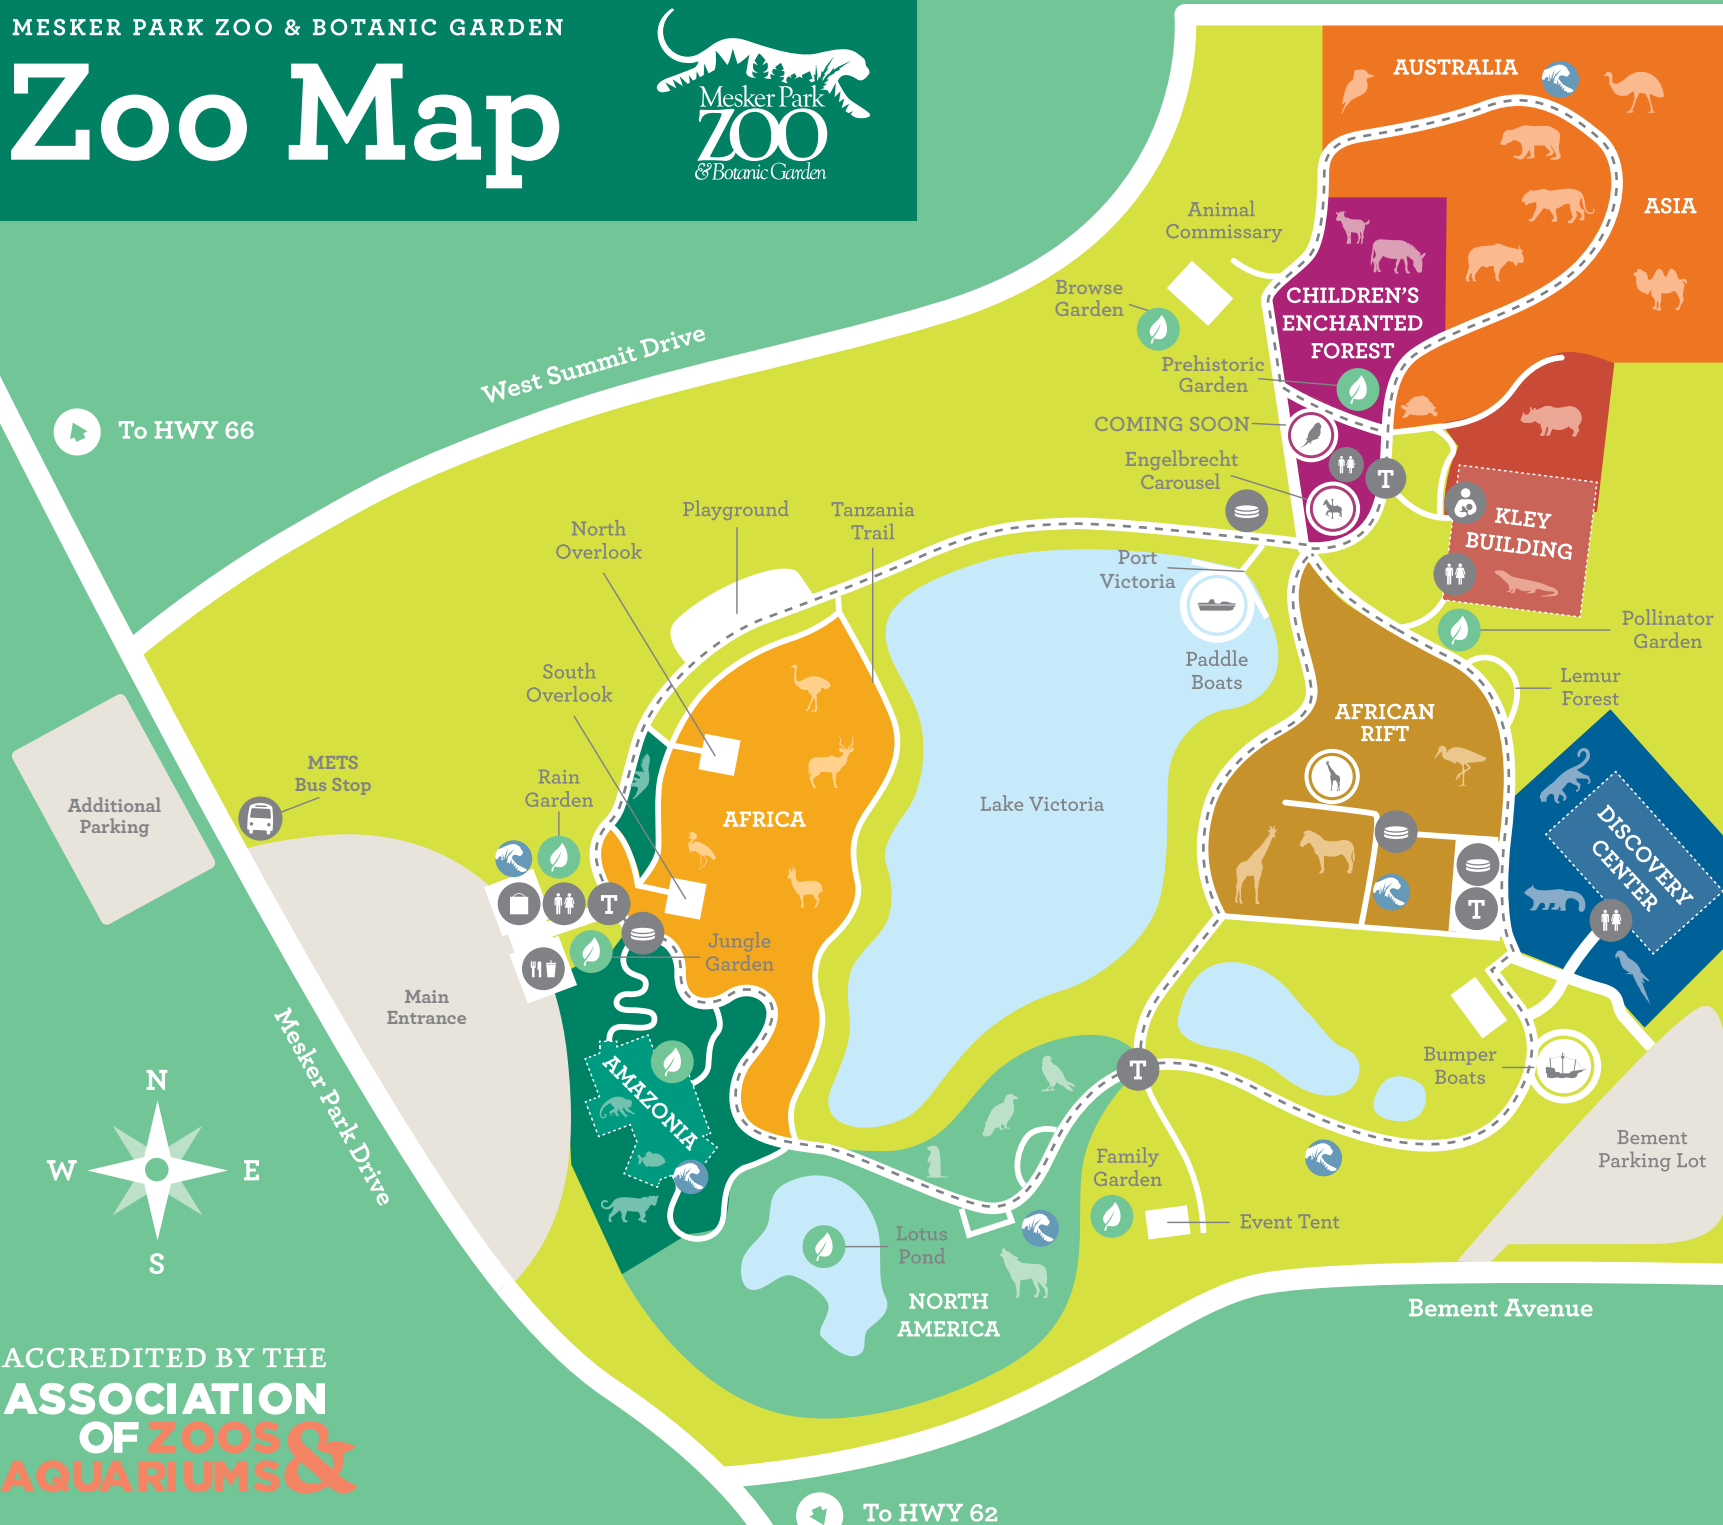 MESKER PARK ZOO & BOTANIC GARDEN
Zoo Map
Mesker Park
ZOO
& Botanic Garden
AUSTRALIA
ASIA
Animal
Commissary
Browse
Garden
CHILDREN'S
ENCHANTED
FOREST
Prehistoric
Garden
COMING SOON
Engelbrecht
Carousel
T
KLEY
BUILDING
West Summit Drive
To HWY 66
Playground
Tanzania
Trail
North
Overlook
Port
Victoria
Paddle
Boats
Pollinator
Garden
Lemur
Forest
South
Overlook
AFRICAN
RIFT
METS
Bus Stop
Rain
Garden
Additional
Parking
AFRICA
Lake Victoria
DISCOVERY
CENTER
T
T
Jungle
Garden
Main
Entrance
Mesker Park Drive
AMAZONIA
T
Bumper
Boats
Bement
Parking Lot
N
W
E
S
Family
Garden
Event Tent
Lotus
Pond
NORTH
AMERICA
Bement Avenue
ACCREDITED BY THE
ASSOCIATION
OF ZOOS &
AQUARIUMS
To HWY 62